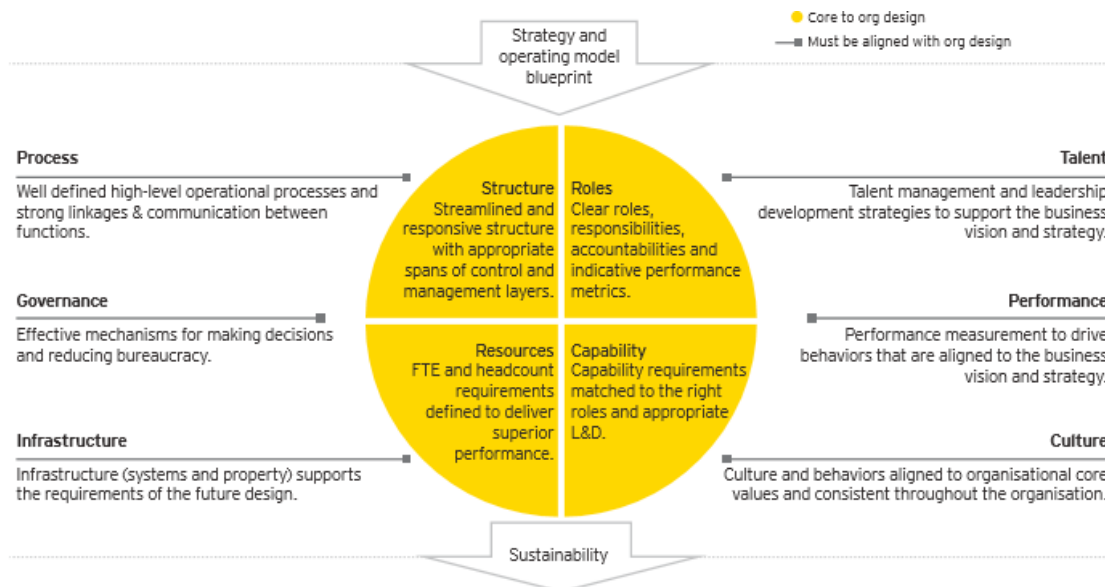 Core to org design
Must be aligned with org design
Strategy and
operating model
blueprint
Process
Well defined high-level operational processes and
strong linkages & communication between
functions.
Governance
Effective mechanisms for making decisions
and reducing bureaucracy.
Infrastructure
Infrastructure (systems and property) supports
the requirements of the future design.
Structure
Streamlined and
responsive structure
with appropriate
spans of control and
management layers.
Roles
Clear roles,
responsibilities,
accountabilities and
indicative performance
metrics.
Resources
FTE and headcount
requirements
defined to deliver
superior
performance.
Capability
Capability requirements
matched to the right
roles and appropriate
L&D.
Talent
Talent management and leadership
development strategies to support the business
vision and strategy.
Performance
Performance measurement to drive
behaviors that are aligned to the business
vision and strategy.
Culture
Culture and behaviors aligned to organisational core
values and consistent throughout the organisation.
Sustainability